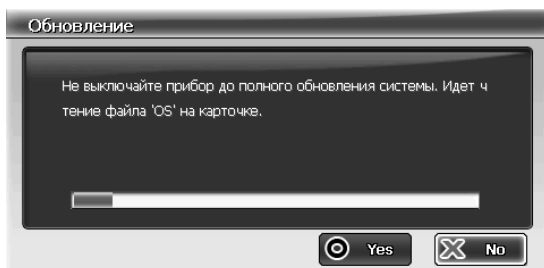 Обновление
Не выключайте прибор до полного обновления системы. Идет ч
тение файла 'OS' на карточке.
Yes
No